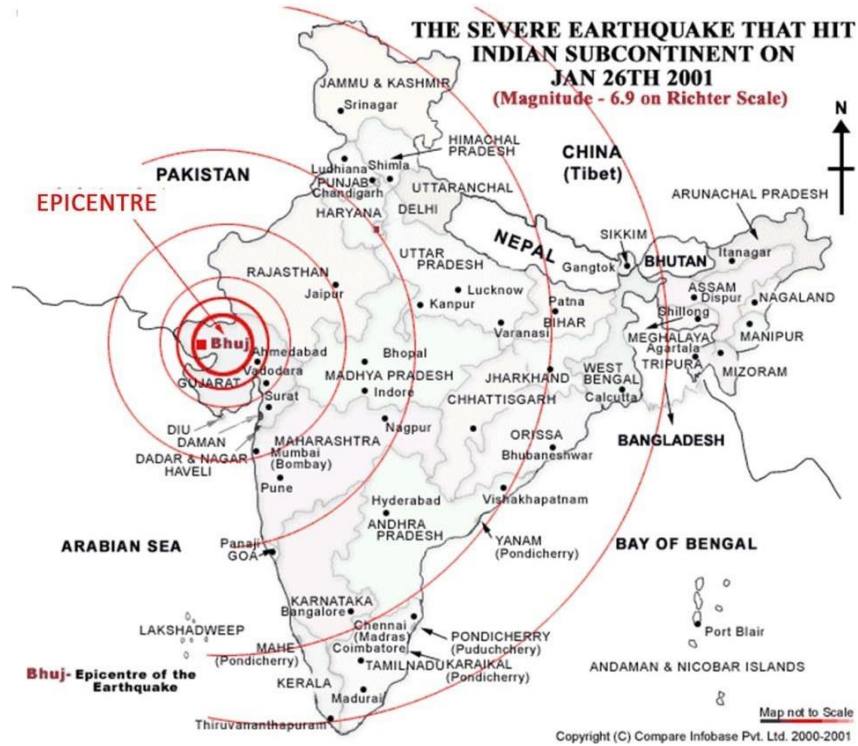 THE SEVERE EARTHQUAKE THAT HIT
INDIAN SUBCONTINENT ON
JAN 26TH 2001
(Magnitude - 6.9 on Richter Scale)
N
JAMMU & KASHMIR
Srinagar
HIMACHAL
PRADESH
CHINA
(Tibet)
PAKISTAN
Ludhiana
Shimla
PUNJAB
Chandigarh
UTTARANCHAL
ARUNACHAL PRADESH
EPICENTRE
HARYANA
DELHI
NEPAL
SIKKIM
BHUTAN
Itanagar
RAJASTHAN
UTTAR
PRADESH
Gangtok
Jaipur
Lucknow
Kanpur
Patna
BIHAR
ASSAM
Dispur
NAGALAND
Shillong
Varanasi
MEGHALAYA
MANIPUR
Bhuj
Ahmedabad
Vadodara
Bhopal
Agartala
TRIPURA
MIZORAM
GUJARAT
MADHYA PRADESH
JHARKHAND
WEST
BENGAL
Surat
Indore
CHHATTISGARH
Calcutta
DIU
DAMAN
Nagpur
DADAR & NAGAR
HAVELI
MAHARASHTRA
Mumbai
(Bombay)
ORISSA
Bhubaneshwar
BANGLADESH
Pune
Hyderabad
Vishakhapatnam
ANDHRA
PRADESH
ARABIAN SEA
Panaji
GOA
YANAM
(Pondicherry)
BAY OF BENGAL
KARNATAKA
Bangalore
LAKSHADWEEP
Chennai
(Madras)
PONDICHERRY
(Puduchchery)
Port Blair
MAHE
(Pondicherry)
Coimbatore
TAMILNADU
KARAIKAL
(Pondicherry)
ANDAMAN & NICOBAR ISLANDS
Bhuj- Epicentre of the
Earthquake
KERALA
Madurai
Thiruvananthapuram
Map not to Scale
Copyright (C) Compare Infobase Pvt. Ltd. 2000-2001